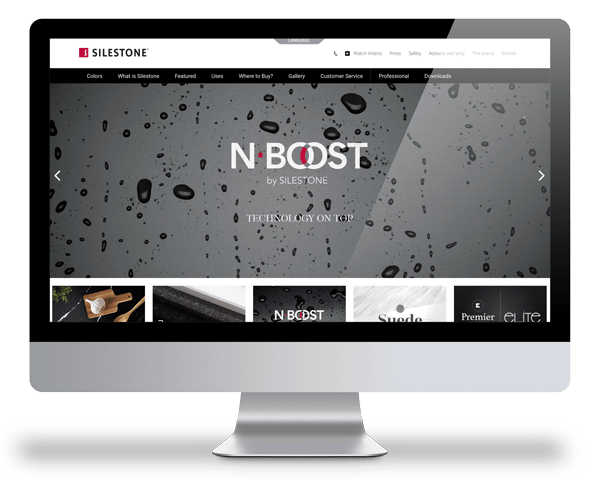 SILESTONE
Watch Videos Press Safety Activate warranty The brand Stories
Colors What is Silestone Featured Uses Where to Buy? Gallery Customer Service Professional Downloads
N·BOOST
by SILESTONE
TECHNOLOGY ON TOP
N BOOST
Suede
Premier
eLITE